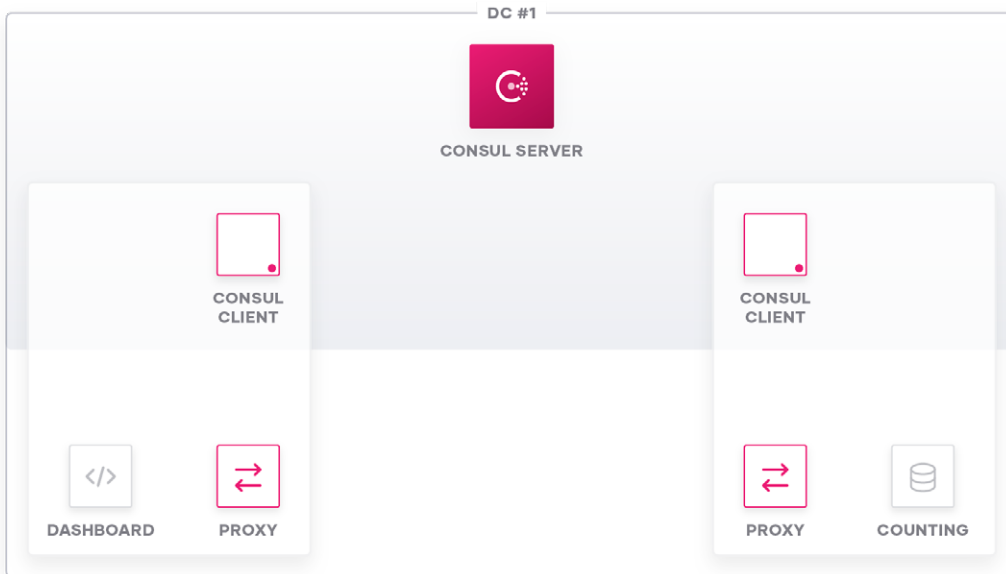 DC #1
CONSUL SERVER
CONSUL
CLIENT
CONSUL
CLIENT
DASHBOARD
PROXY
PROXY
COUNTING